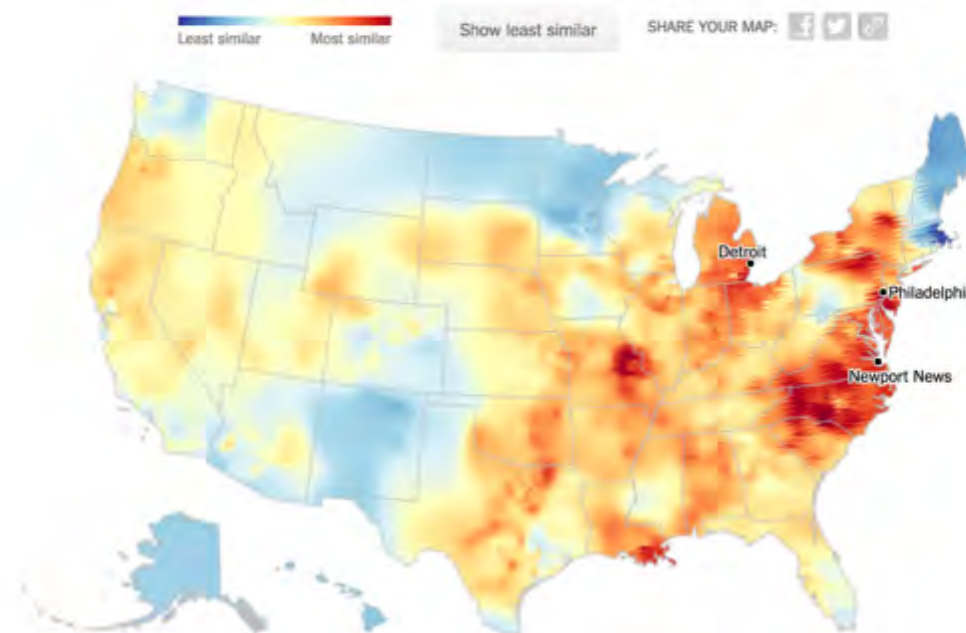 Least similar
Most similar
Show least similar
SHARE YOUR MAP:
Detroit
Philadelphi
Newport News